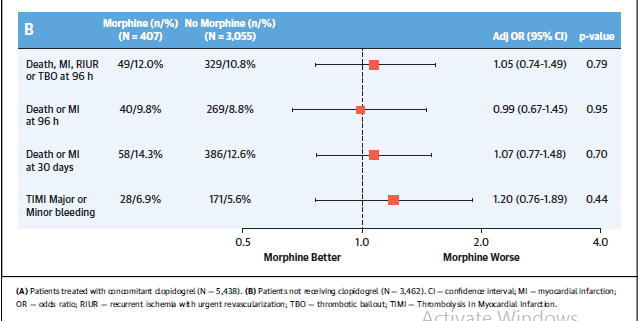 B
Morphine (n/%) No Morphine (n/%)
(N = 407) (N = 3,055) Adj OR (95% CI) p-value
Death, MI, RIUR
or TBO at 96 h 49/12.0% 329/10.8% 1.05 (0.74-1.49) 0.79
Death or MI
at 96 h 40/9.8% 269/8.8% 0.99 (0.67-1.45) 0.95
Death or MI
at 30 days 58/14.3% 386/12.6% 1.07 (0.77-1.48) 0.70
TIMI Major or
Minor bleeding 28/6.9% 171/5.6% 1.20 (0.76-1.89) 0.44
0.5 1.0 2.0 4.0
Morphine Better Morphine Worse
(A) Patients treated with concomitant clopidogrel (N – 5,438). (B) Patients not receiving clopidogrel (N – 3,462). CI – confidence interval; MI – myocardial infarction;
OR – odds ratio; RIUR – recurrent ischemia with urgent revascularization; TBO – thrombotic bailout; TIMI – Thrombolysis In Myocardial Infarction.
Activate Windows